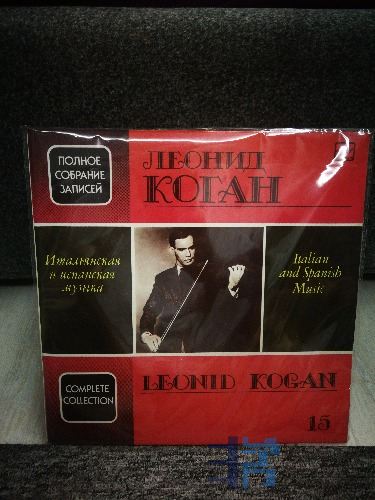 ПОЛНОЕ
СОБРАНИЕ
ЗАПИСЕЙ
ЛЕОНИД
КОГАН
Итальянская
и испанская
музыка
Italian
and Spanish
Music
COMPLETE
COLLECTION
LEONID KOGAN
15